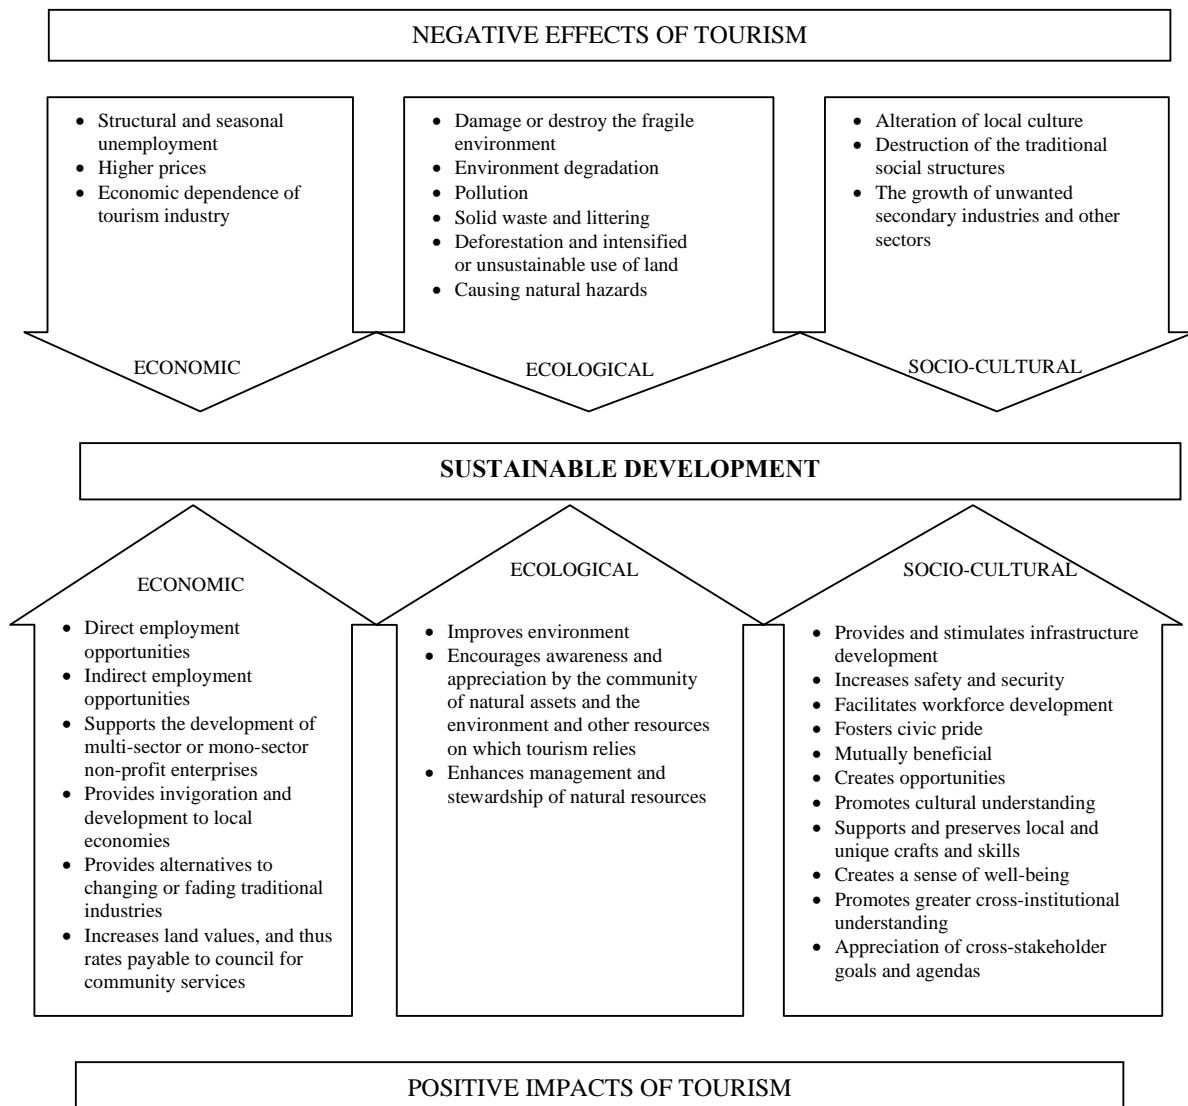 NEGATIVE EFFECTS OF TOURISM
• Structural and seasonal
unemployment
• Higher prices
• Economic dependence of
tourism industry
ECONOMIC
• Damage or destroy the fragile
environment
• Environment degradation
• Pollution
• Solid waste and littering
• Deforestation and intensified
or unsustainable use of land
• Causing natural hazards
ECOLOGICAL
• Alteration of local culture
• Destruction of the traditional
social structures
• The growth of unwanted
secondary industries and other
sectors
SOCIO-CULTURAL
SUSTAINABLE DEVELOPMENT
ECONOMIC
• Direct employment
opportunities
• Indirect employment
opportunities
• Supports the development of
multi-sector or mono-sector
non-profit enterprises
• Provides invigoration and
development to local
economies
• Provides alternatives to
changing or fading traditional
industries
• Increases land values, and thus
rates payable to council for
community services
ECOLOGICAL
• Improves environment
• Encourages awareness and
appreciation by the community
of natural assets and the
environment and other resources
on which tourism relies
• Enhances management and
stewardship of natural resources
SOCIO-CULTURAL
• Provides and stimulates infrastructure
development
• Increases safety and security
• Facilitates workforce development
• Fosters civic pride
• Mutually beneficial
• Creates opportunities
• Promotes cultural understanding
• Supports and preserves local and
unique crafts and skills
• Creates a sense of well-being
• Promotes greater cross-institutional
understanding
• Appreciation of cross-stakeholder
goals and agendas
POSITIVE IMPACTS OF TOURISM